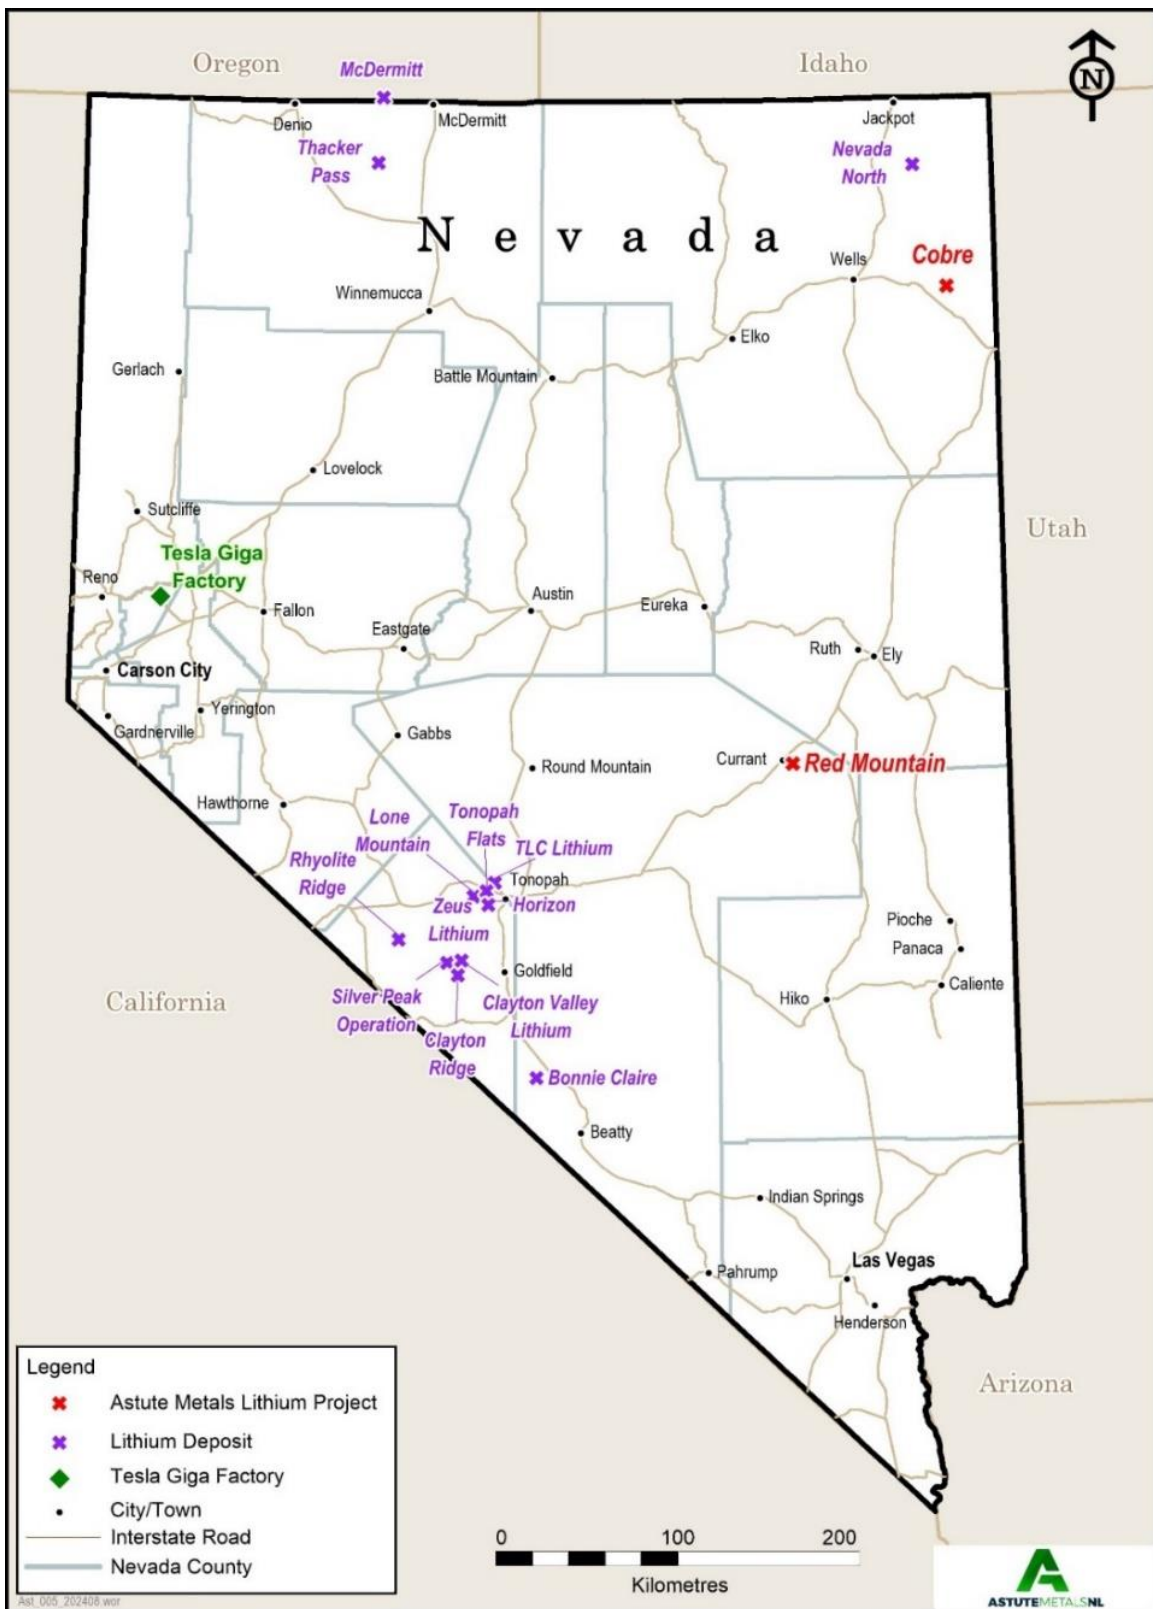 Oregon
McDermitt
Idaho
N
Denio
McDermitt
Jackpot
Thacker
Pass
Nevada
North
Nevada
Wells
Cobre
Winnemucca
Elko
Gerlach
Battle Mountain
Lovelock
Sutcliffe
Utah
Tesla Giga
Factory
Reno
Fallon
Austin
Eureka
Eastgate
Ruth
Ely
Carson City
Yerington
Gardnerville
Gabbs
Round Mountain
Currant
Red Mountain
Hawthorne
Lone
Mountain
Tonopah
Flats
TLC Lithium
Rhyolite
Ridge
Tonopah
Zeus
Lithium
Horizon
Pioche
Panaca
Goldfield
Caliente
California
Silver Peak
Operation
Clayton Valley
Lithium
Hiko
Clayton
Ridge
Bonnie Claire
Beatty
Indian Springs
Las Vegas
Pahrump
Henderson
Arizona
Legend
Astute Metals Lithium Project
Lithium Deposit
Tesla Giga Factory
City/Town
Interstate Road
Nevada County
0 100 200
Kilometres
Ast_005_202408.wor
ASTUTEMETALSNL